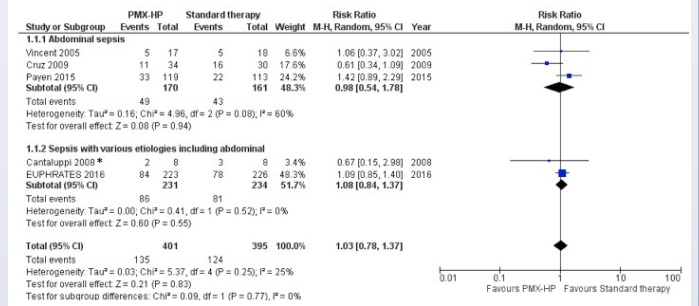 PMX-HP Standard therapy Risk Ratio Risk Ratio
Study or Subgroup Events Total Events Total Weight M-H, Random, 95% CI Year M-H, Random, 95% CI
1.1.1 Abdominal sepsis
Vincent 2005 5 17 5 18 6.6% 1.06 [0.37, 3.02] 2005
Cruz 2009 11 34 16 30 17.6% 0.61 [0.34, 1.09] 2009
Payen 2015 33 119 22 113 24.2% 1.42 [0.89, 2.29] 2015
Subtotal (95% CI) 170 161 48.3% 0.98 [0.54, 1.78]
Total events 49 43
Heterogeneity: Tau² = 0.16; Chi² = 4.96, df = 2 (P = 0.08); I² = 60%
Test for overall effect: Z = 0.08 (P = 0.94)
1.1.2 Sepsis with various etiologies including abdominal
Cantaluppi 2008 * 2 8 3 8 3.4% 0.67 [0.15, 2.98] 2008
EUPHRATES 2016 84 223 78 226 48.3% 1.09 [0.85, 1.40] 2016
Subtotal (95% CI) 231 234 51.7% 1.08 [0.84, 1.37]
Total events 86 81
Heterogeneity: Tau² = 0.00; Chi² = 0.41, df = 1 (P = 0.52); I² = 0%
Test for overall effect: Z = 0.60 (P = 0.55)
Total (95% CI) 401 395 100.0% 1.03 [0.78, 1.37]
Total events 135 124
Heterogeneity: Tau² = 0.03; Chi² = 5.37, df = 4 (P = 0.25); I² = 25%
Test for overall effect: Z = 0.21 (P = 0.83)
Test for subgroup differences: Chi² = 0.09, df = 1 (P = 0.77), I² = 0%
0.01 0.1 1 10 100
Favours PMX-HP Favours Standard therapy